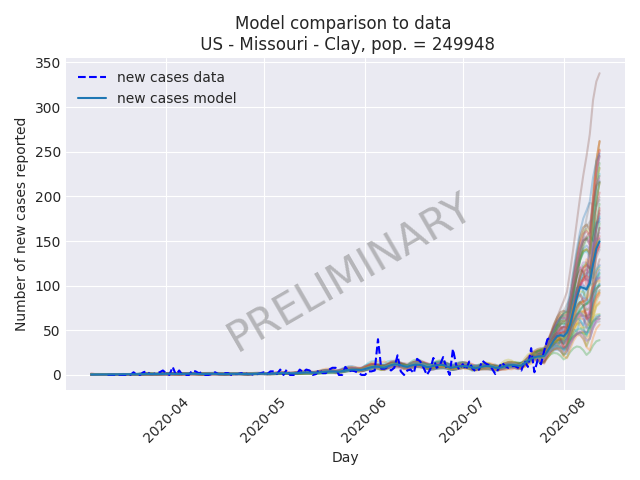 Model comparison to data
US - Missouri - Clay, pop. = 249948
350
300
250
200
150
100
50
0
Number of new cases reported
new cases data
new cases model
PRELIMINARY
2020-04
2020-05
2020-06
2020-07
2020-08
Day